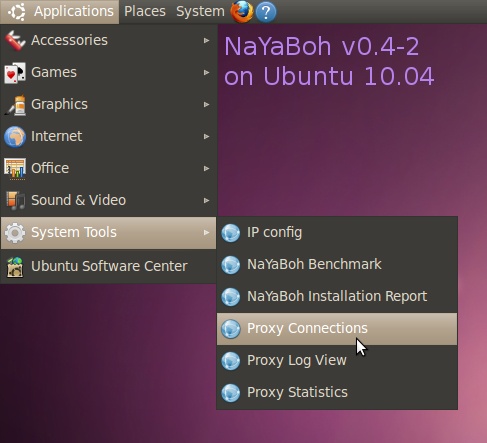 Applications Places System ?
NaYaBoh v0.4-2
on Ubuntu 10.04
Accessories
Games
Graphics
Internet
Office
Sound & Video
System Tools
Ubuntu Software Center
IP config
NaYaBoh Benchmark
NaYaBoh Installation Report
Proxy Connections
Proxy Log View
Proxy Statistics